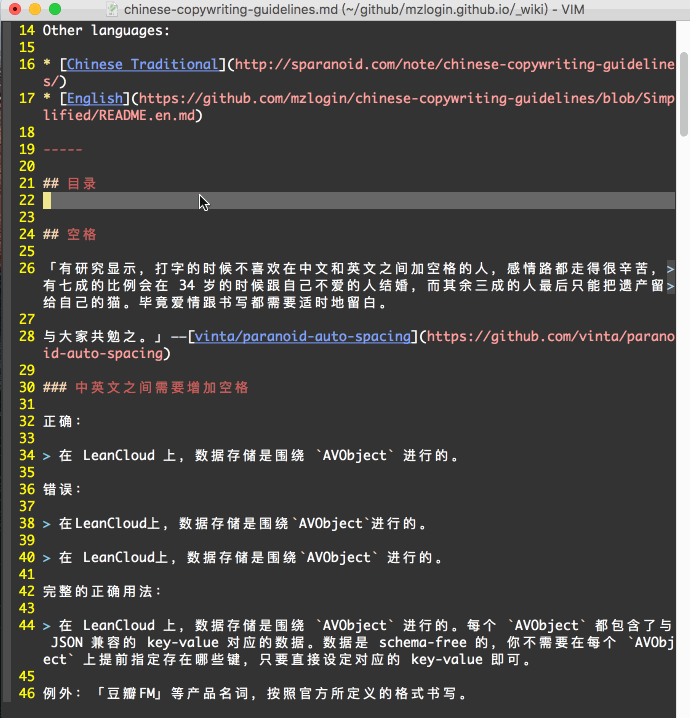 chinese-copywriting-guidelines.md (~/github/mzlogin.github.io/_wiki) - VIM
14 Other languages:
15
16 * [Chinese Traditional](http://sparanoid.com/note/chinese-copywriting-guideline
s/)
17 * [English](https://github.com/mzlogin/chinese-copywriting-guidelines/blob/Simp
lified/README.en.md)
18
19 -----
20
21 ## 目录
22
23
24 ## 空格
25
26 「有研究显示，打字的时候不喜欢在中文和英文之间加空格的人，感情路都走得很辛苦，>
有七成的比例会在 34 岁的时候跟自己不爱的人结婚，而其余三成的人最后只能把遗产留>
给自己的猫。毕竟爱情跟书写都需要适时地留白。
27
28 与大家共勉之。」——[vinta/paranoid-auto-spacing](https://github.com/vinta/parano
id-auto-spacing)
29
30 ### 中英文之间需要增加空格
31
32 正确：
33
34 > 在 LeanCloud 上，数据存储是围绕 `AVObject` 进行的。
35
36 错误：
37
38 > 在LeanCloud上，数据存储是围绕`AVObject`进行的。
39
40 > 在 LeanCloud上，数据存储是围绕`AVObject` 进行的。
41
42 完整的正确用法：
43
44 > 在 LeanCloud 上，数据存储是围绕 `AVObject` 进行的。每个 `AVObject` 都包含了与
JSON 兼容的 key-value 对应的数据。数据是 schema-free 的，你不需要在每个 `AVObj
ect` 上提前指定存在哪些键，只要直接设定对应的 key-value 即可。
45
46 例外：「豆瓣FM」等产品名词，按照官方所定义的格式书写。